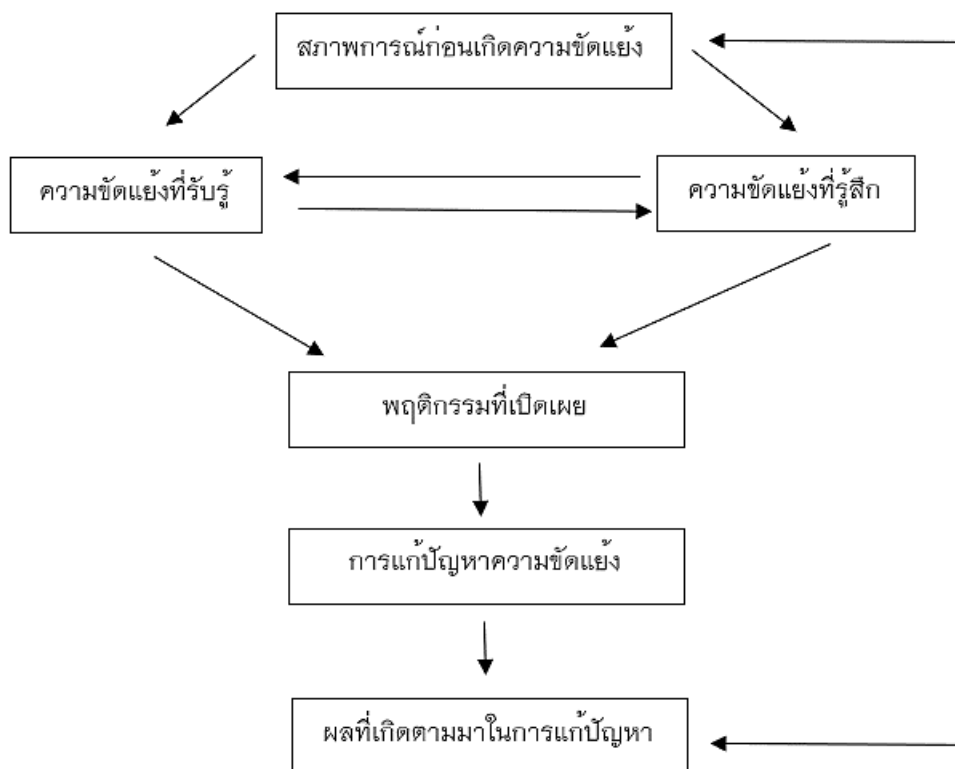 สภาพการณ์ก่อนเกิดความขัดแย้ง
ความขัดแย้งที่รับรู้
ความขัดแย้งที่รู้สึก
พฤติกรรมที่เปิดเผย
การแก้ปัญหาความขัดแย้ง
ผลที่เกิดตามมาในการแก้ปัญหา